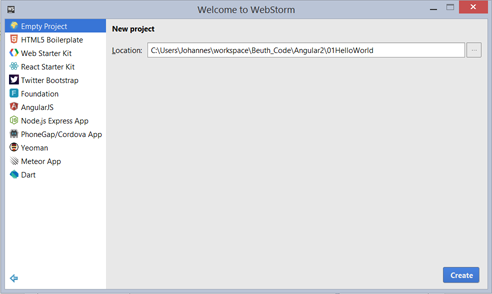 Welcome to WebStorm
Empty Project
HTML5 Boilerplate
Web Starter Kit
React Starter Kit
Twitter Bootstrap
Foundation
AngularJS
Node.js Express App
PhoneGap/Cordova App
Yeoman
Meteor App
Dart
New project
Location: C:\Users\Johannes\workspace\Beuth_Code\Angular2\01HelloWorld ...
Create